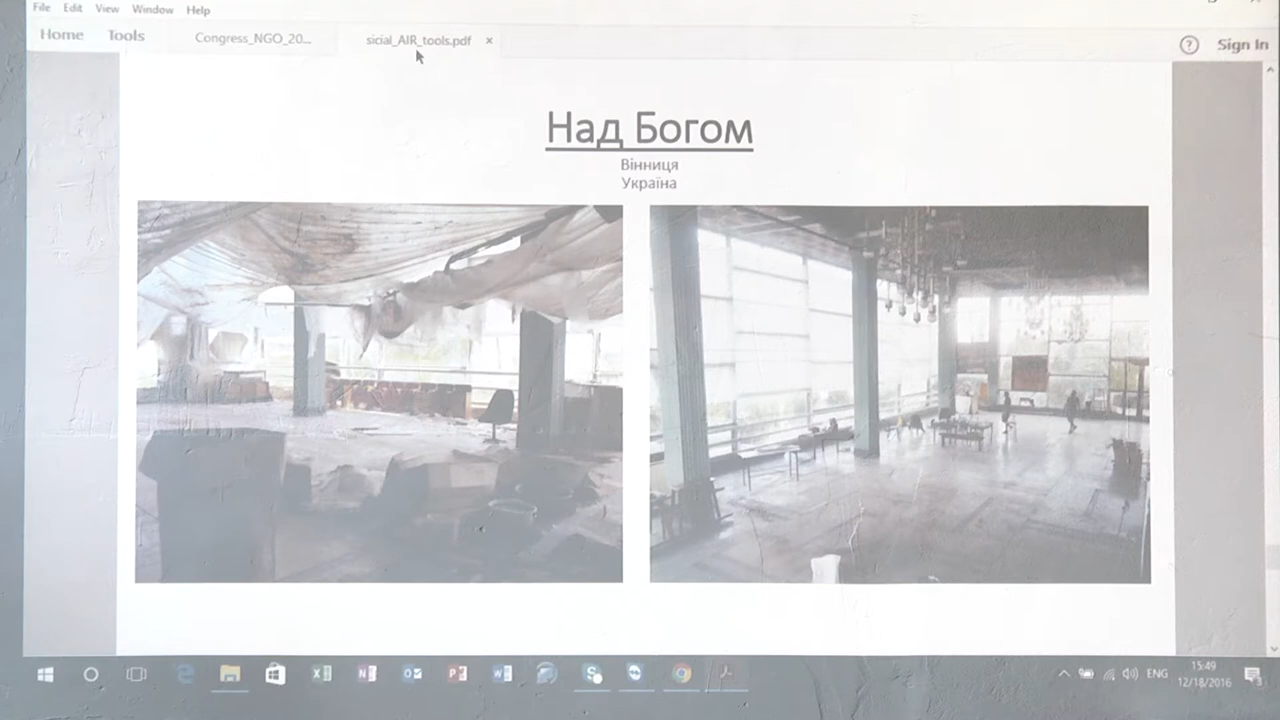 File Edit View Window Help
Home Tools Congress_NGO_20... sicial_AIR_tools.pdf × ? Sign In
Над Богом
Вінниця
Україна
ENG 15:49
12/18/2016